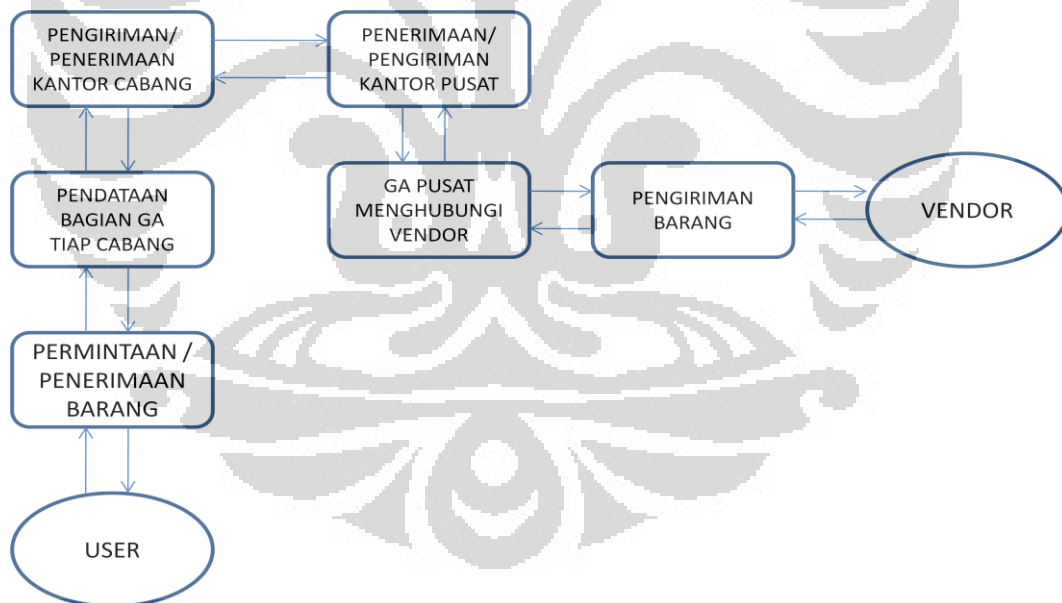 PENGIRIMAN/
PENERIMAAN
KANTOR CABANG
PENERIMAAN/
PENGIRIMAN
KANTOR PUSAT
PENDATAAN
BAGIAN GA
TIAP CABANG
GA PUSAT
MENGHUBUNGI
VENDOR
PENGIRIMAN
BARANG
VENDOR
PERMINTAAN /
PENERIMAAN
BARANG
USER